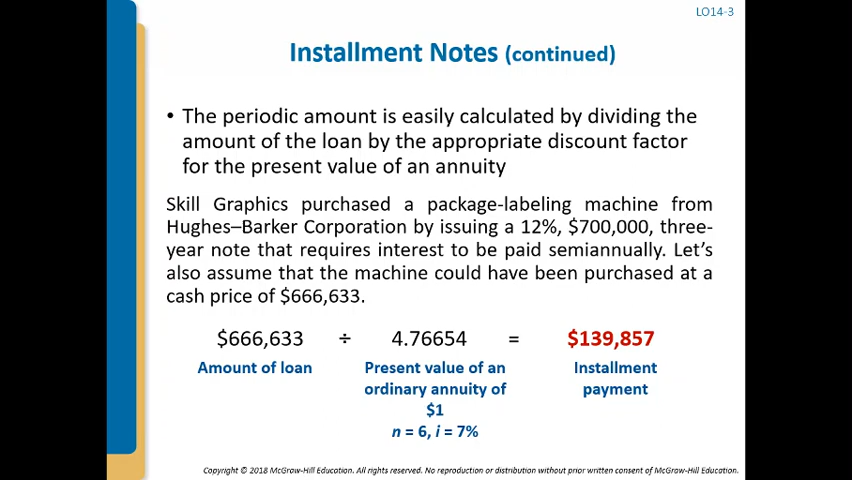 LO14-3
Installment Notes (continued)
• The periodic amount is easily calculated by dividing the
amount of the loan by the appropriate discount factor
for the present value of an annuity
Skill Graphics purchased a package-labeling machine from
Hughes–Barker Corporation by issuing a 12%, $700,000, three-
year note that requires interest to be paid semiannually. Let's
also assume that the machine could have been purchased at a
cash price of $666,633.
$666,633 ÷ 4.76654 = $139,857
Amount of loan Present value of an Installment
ordinary annuity of payment
$1
n = 6, i = 7%
Copyright © 2018 McGraw-Hill Education. All rights reserved. No reproduction or distribution without prior written consent of McGraw-Hill Education.